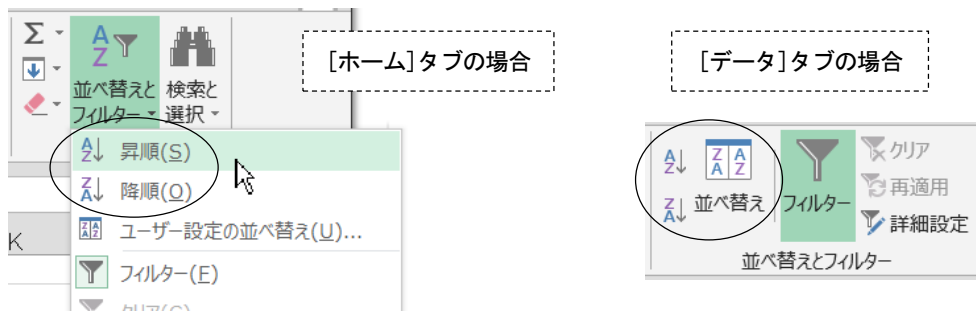 並べ替えと
フィルター
検索と
選択
昇順(S)
降順(O)
ユーザー設定の並べ替え(U)...
フィルター(F)
クリア(C)
K
[ホーム]タブの場合
[データ]タブの場合
並べ替え
フィルター
クリア
再適用
詳細設定
並べ替えとフィルター